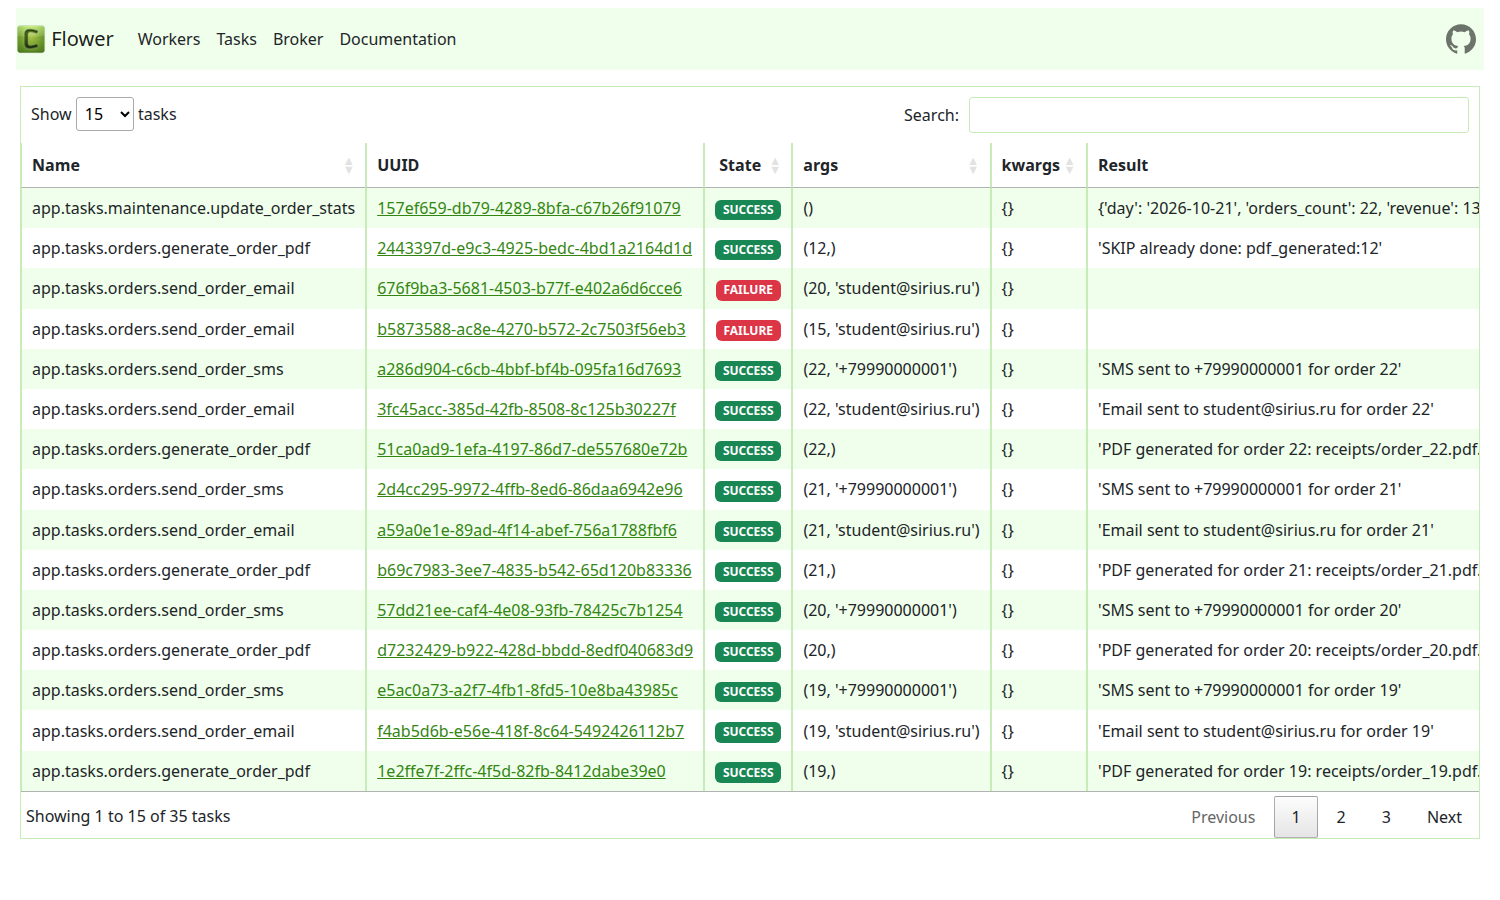 Flower Workers Tasks Broker Documentation
Show 15 tasks Search:
Name UUID State args kwargs Result
app.tasks.maintenance.update_order_stats 157ef659-db79-4289-8bfa-c67b26f91079 SUCCESS () {} {'day': '2026-10-21', 'orders_count': 22, 'revenue': 13
app.tasks.orders.generate_order_pdf 2443397d-e9c3-4925-bedc-4bd1a2164d1d SUCCESS (12,) {} 'SKIP already done: pdf_generated:12'
app.tasks.orders.send_order_email 676f9ba3-5681-4503-b77f-e402a6d6cce6 FAILURE (20, 'student@sirius.ru') {}
app.tasks.orders.send_order_email b5873588-ac8e-4270-b572-2c7503f56eb3 FAILURE (15, 'student@sirius.ru') {}
app.tasks.orders.send_order_sms a286d904-c6cb-4bbf-bf4b-095fa16d7693 SUCCESS (22, '+79990000001') {} 'SMS sent to +79990000001 for order 22'
app.tasks.orders.send_order_email 3fc45acc-385d-42fb-8508-8c125b30227f SUCCESS (22, 'student@sirius.ru') {} 'Email sent to student@sirius.ru for order 22'
app.tasks.orders.generate_order_pdf 51ca0ad9-1efa-4197-86d7-de557680e72b SUCCESS (22,) {} 'PDF generated for order 22: receipts/order_22.pdf.
app.tasks.orders.send_order_sms 2d4cc295-9972-4ffb-8ed6-86daa6942e96 SUCCESS (21, '+79990000001') {} 'SMS sent to +79990000001 for order 21'
app.tasks.orders.send_order_email a59a0e1e-89ad-4f14-abef-756a1788fbf6 SUCCESS (21, 'student@sirius.ru') {} 'Email sent to student@sirius.ru for order 21'
app.tasks.orders.generate_order_pdf b69c7983-3ee7-4835-b542-65d120b83336 SUCCESS (21,) {} 'PDF generated for order 21: receipts/order_21.pdf.
app.tasks.orders.send_order_sms 57dd21ee-caf4-4e08-93fb-78425c7b1254 SUCCESS (20, '+79990000001') {} 'SMS sent to +79990000001 for order 20'
app.tasks.orders.generate_order_pdf d7232429-b922-428d-bbdd-8edf040683d9 SUCCESS (20,) {} 'PDF generated for order 20: receipts/order_20.pdf.
app.tasks.orders.send_order_sms e5ac0a73-a2f7-4fb1-8fd5-10e8ba43985c SUCCESS (19, '+79990000001') {} 'SMS sent to +79990000001 for order 19'
app.tasks.orders.send_order_email f4ab5d6b-e56e-418f-8c64-5492426112b7 SUCCESS (19, 'student@sirius.ru') {} 'Email sent to student@sirius.ru for order 19'
app.tasks.orders.generate_order_pdf 1e2ffe7f-2ffc-4f5d-82fb-8412dabe39e0 SUCCESS (19,) {} 'PDF generated for order 19: receipts/order_19.pdf.
Showing 1 to 15 of 35 tasks Previous 1 2 3 Next